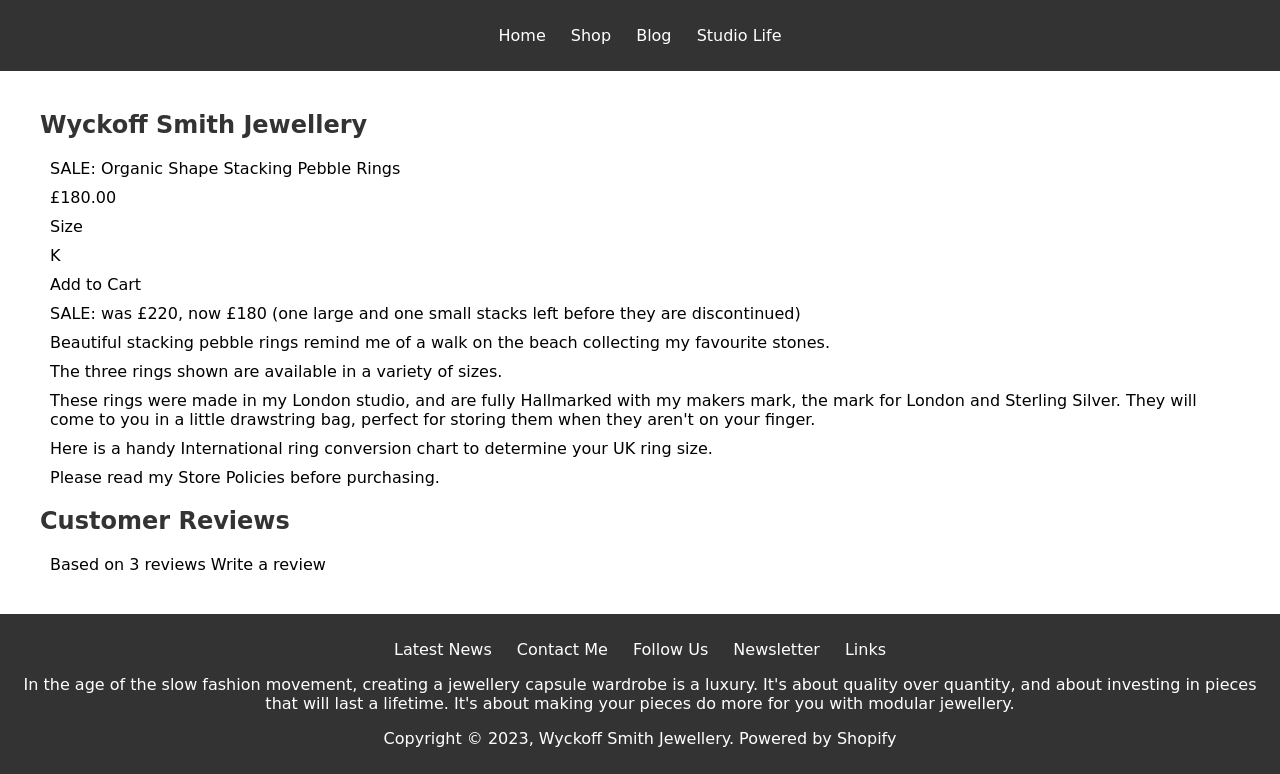 Home Shop Blog Studio Life
Wyckoff Smith Jewellery
SALE: Organic Shape Stacking Pebble Rings
£180.00
Size
K
Add to Cart
SALE: was £220, now £180 (one large and one small stacks left before they are discontinued)
Beautiful stacking pebble rings remind me of a walk on the beach collecting my favourite stones.
The three rings shown are available in a variety of sizes.
These rings were made in my London studio, and are fully Hallmarked with my makers mark, the mark for London and Sterling Silver. They will
come to you in a little drawstring bag, perfect for storing them when they aren't on your finger.
Here is a handy International ring conversion chart to determine your UK ring size.
Please read my Store Policies before purchasing.
Customer Reviews
Based on 3 reviews Write a review
Latest News Contact Me Follow Us Newsletter Links
In the age of the slow fashion movement, creating a jewellery capsule wardrobe is a luxury. It's about quality over quantity, and about investing in pieces
that will last a lifetime. It's about making your pieces do more for you with modular jewellery.
Copyright © 2023, Wyckoff Smith Jewellery. Powered by Shopify